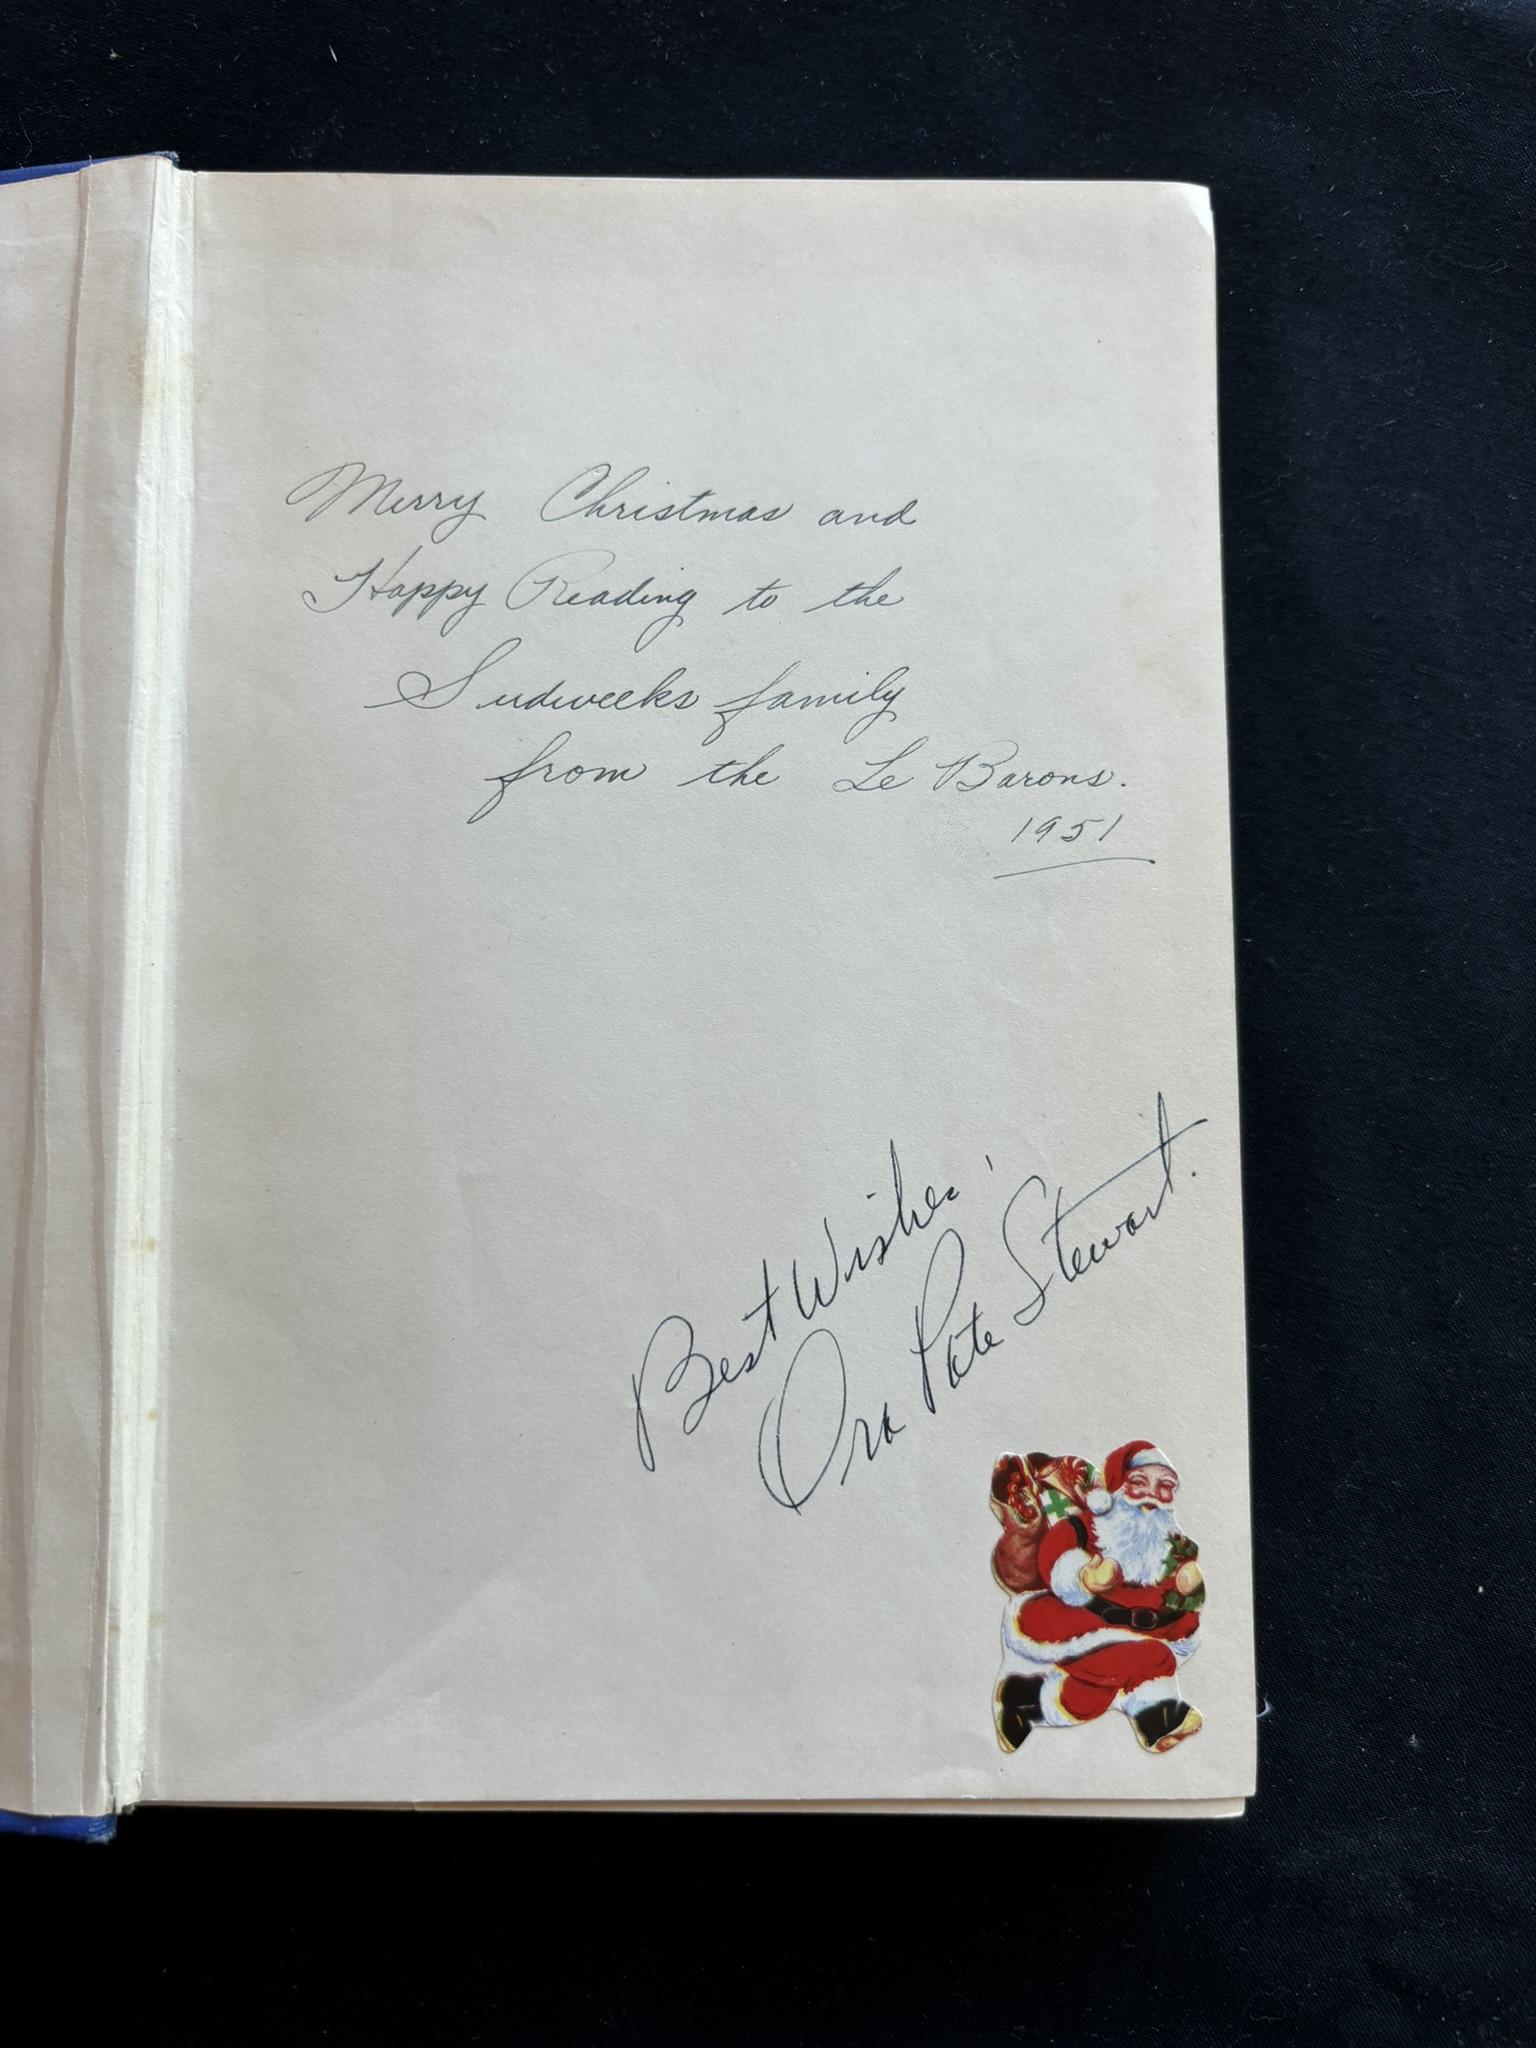 Merry Christmas and
Happy Reading to the
Sudweeks family
from the Le Barons.
1951
Best Wishes!
Ora Pate Stewart.